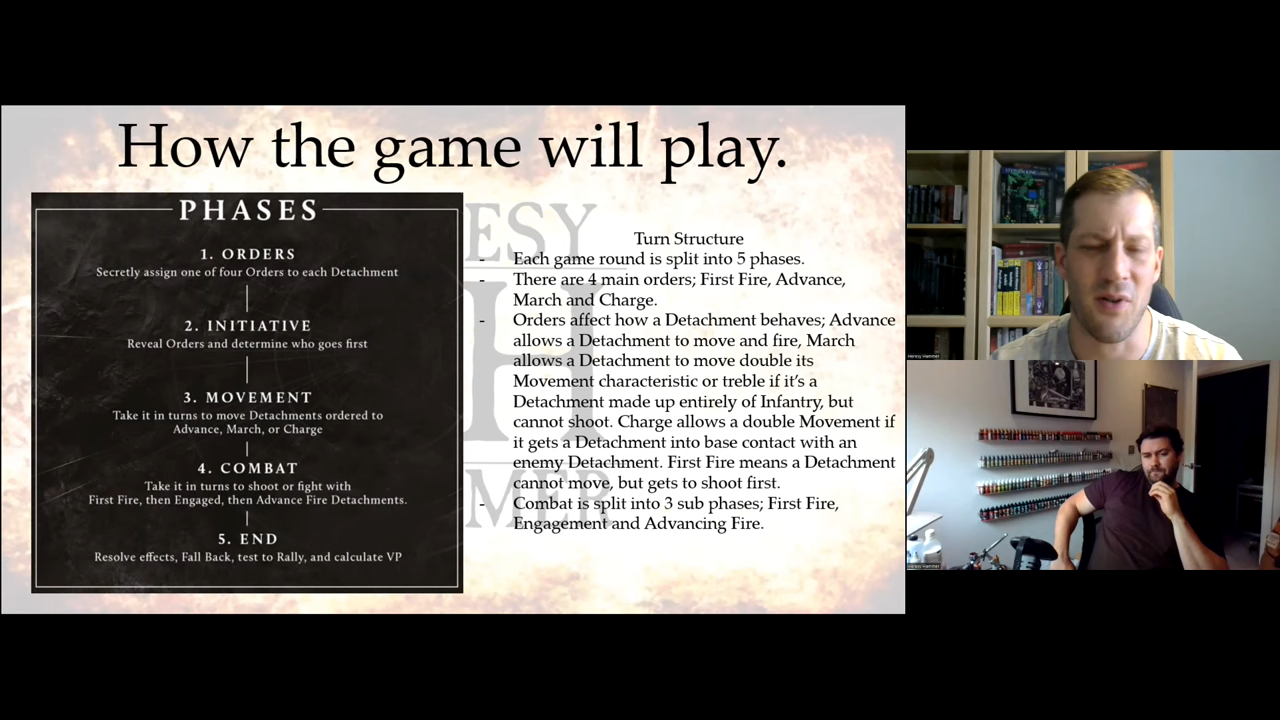 How the game will play.
PHASES
1. ORDERS
Secretly assign one of four Orders to each Detachment
2. INITIATIVE
Reveal Orders and determine who goes first
3. MOVEMENT
Take it in turns to move Detachments ordered to
Advance, March, or Charge
4. COMBAT
Take it in turns to shoot or fight with
First Fire, then Engaged, then Advance Fire Detachments.
5. END
Resolve effects, Fall Back, test to Rally, and calculate VP
ESY
H
MER
Turn Structure
- Each game round is split into 5 phases.
- There are 4 main orders; First Fire, Advance,
March and Charge.
- Orders affect how a Detachment behaves; Advance
allows a Detachment to move and fire, March
allows a Detachment to move double its
Movement characteristic or treble if it's a
Detachment made up entirely of Infantry, but
cannot shoot. Charge allows a double Movement if
it gets a Detachment into base contact with an
enemy Detachment. First Fire means a Detachment
cannot move, but gets to shoot first.
- Combat is split into 3 sub phases; First Fire,
Engagement and Advancing Fire.
STEPHEN KING
Heresy Hammer
Heresy Hammer